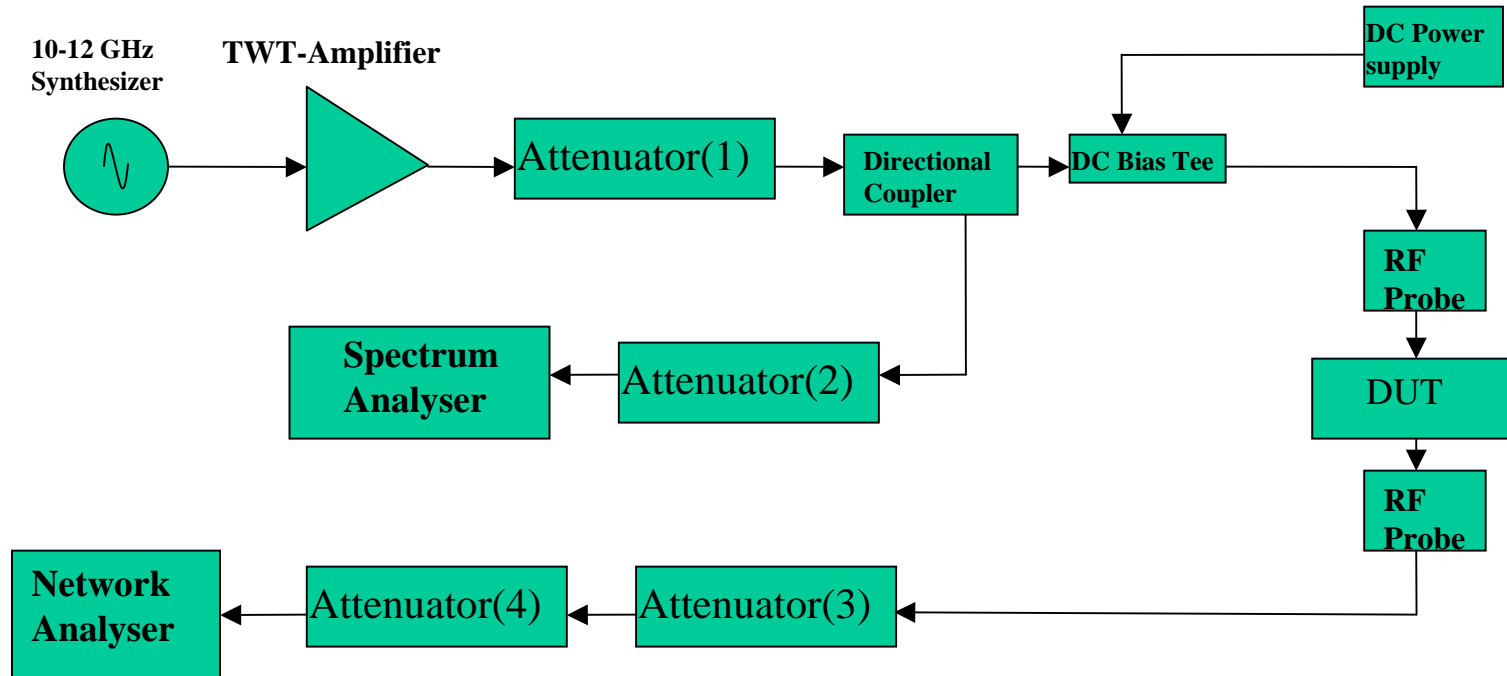 10-12 GHz
Synthesizer
TWT-Amplifier
DC Power
supply
Attenuator(1)
Directional
Coupler
DC Bias Tee
RF
Probe
Spectrum
Analyser
Attenuator(2)
DUT
RF
Probe
Network
Analyser
Attenuator(4)
Attenuator(3)